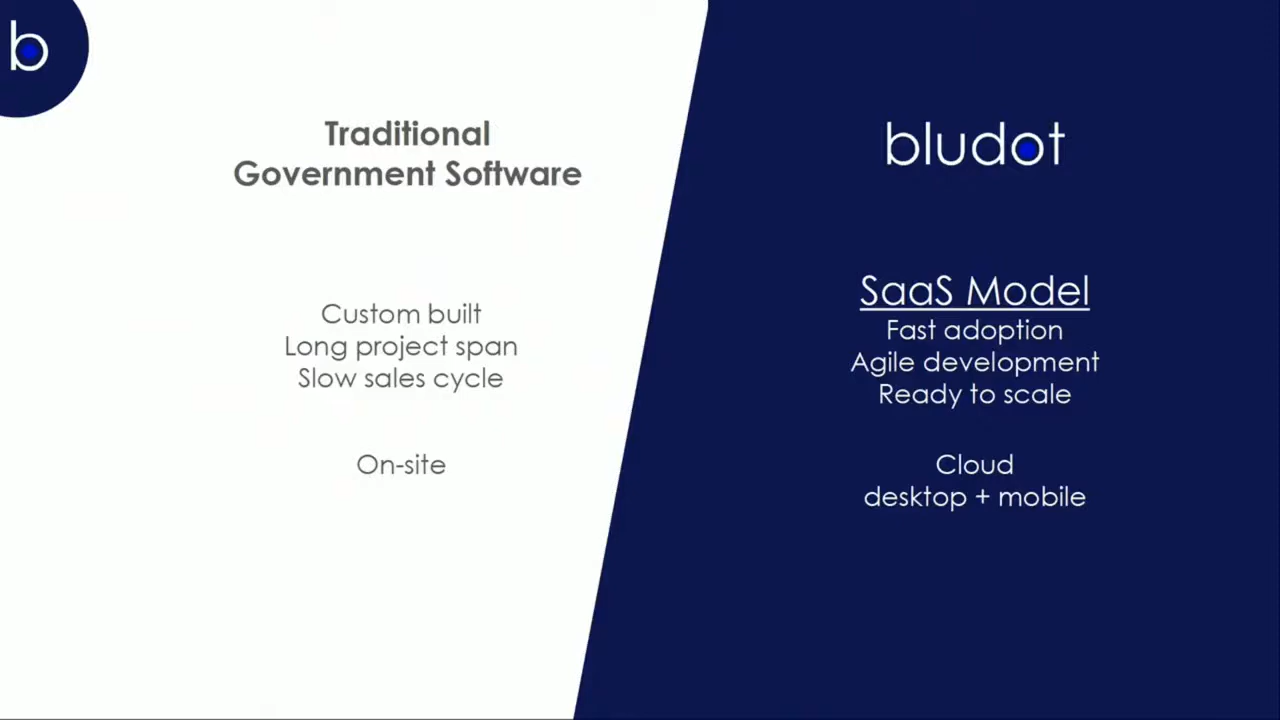 b
Traditional
Government Software
Custom built
Long project span
Slow sales cycle
On-site
bludot
SaaS Model
Fast adoption
Agile development
Ready to scale
Cloud
desktop + mobile